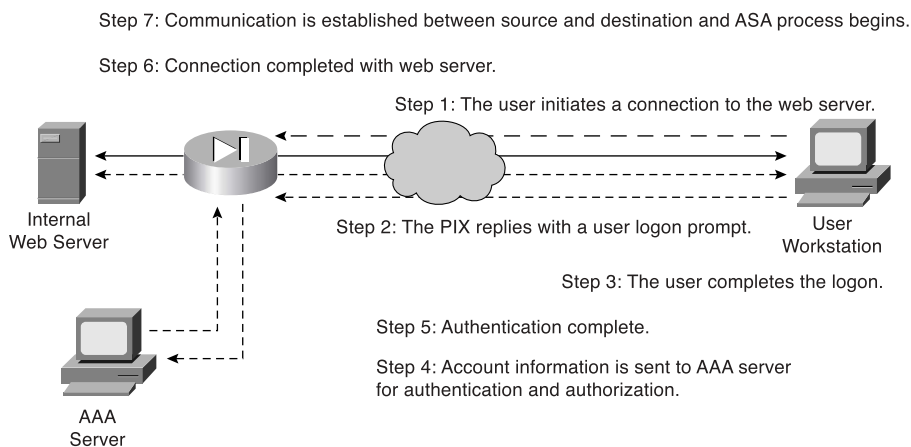 Step 7: Communication is established between source and destination and ASA process begins.
Step 6: Connection completed with web server.
Step 1: The user initiates a connection to the web server.
Internal
Web Server
Step 2: The PIX replies with a user logon prompt.
User
Workstation
Step 3: The user completes the logon.
Step 5: Authentication complete.
Step 4: Account information is sent to AAA server
for authentication and authorization.
AAA
Server